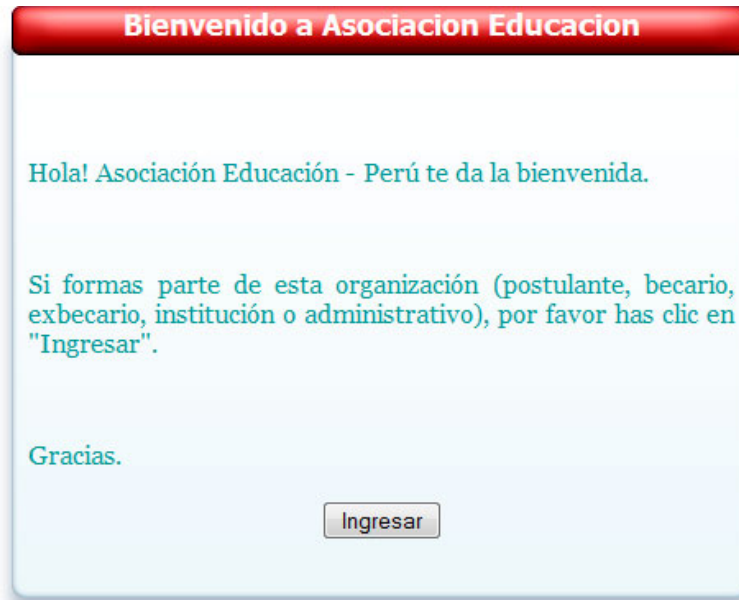 Bienvenido a Asociacion Educacion
Hola! Asociación Educación - Perú te da la bienvenida.
Si formas parte de esta organización (postulante, becario,
exbecario, institución o administrativo), por favor has clic en
"Ingresar".
Gracias.
Ingresar